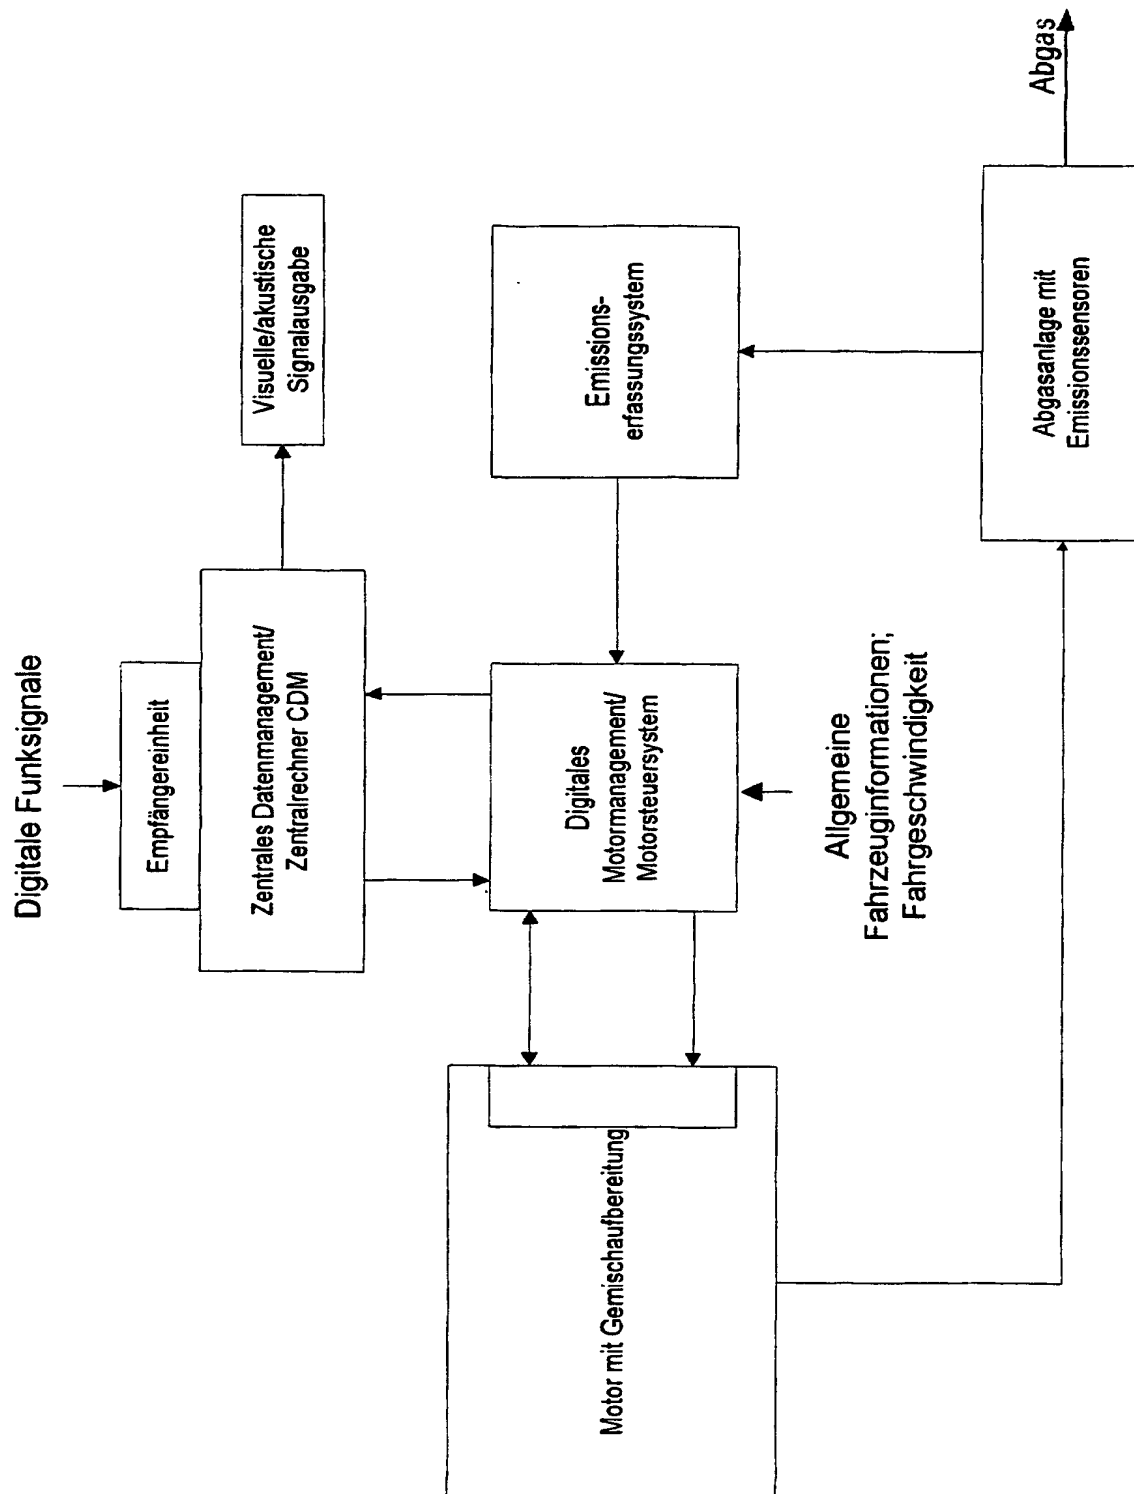 Digitale Funksignale
Empfängereinheit
Zentrales Datenmanagement/
Zentralrechner CDM
Visuelle/akustische
Signalausgabe
Motor mit Gemischaufbereitung
Digitales
Motormanagement/
Motorsteuersystem
Emissions-
erfassungssystem
Allgemeine
Fahrzeuginformationen;
Fahrgeschwindigkeit
Abgasanlage mit
Emissionssensoren
Abgas